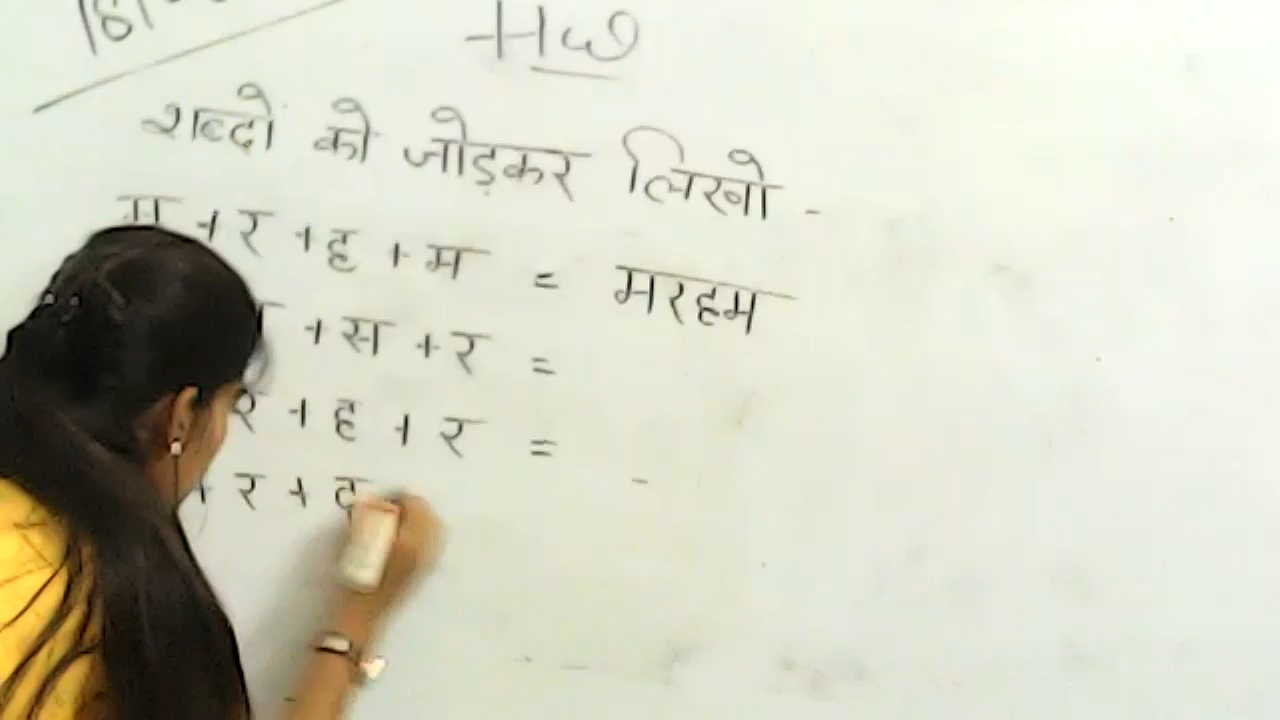 HW
शब्दो को जोड़कर लिखो -
म + र + ह + म = मरहम
+ स + र =
र + ह + र =
+ र + द